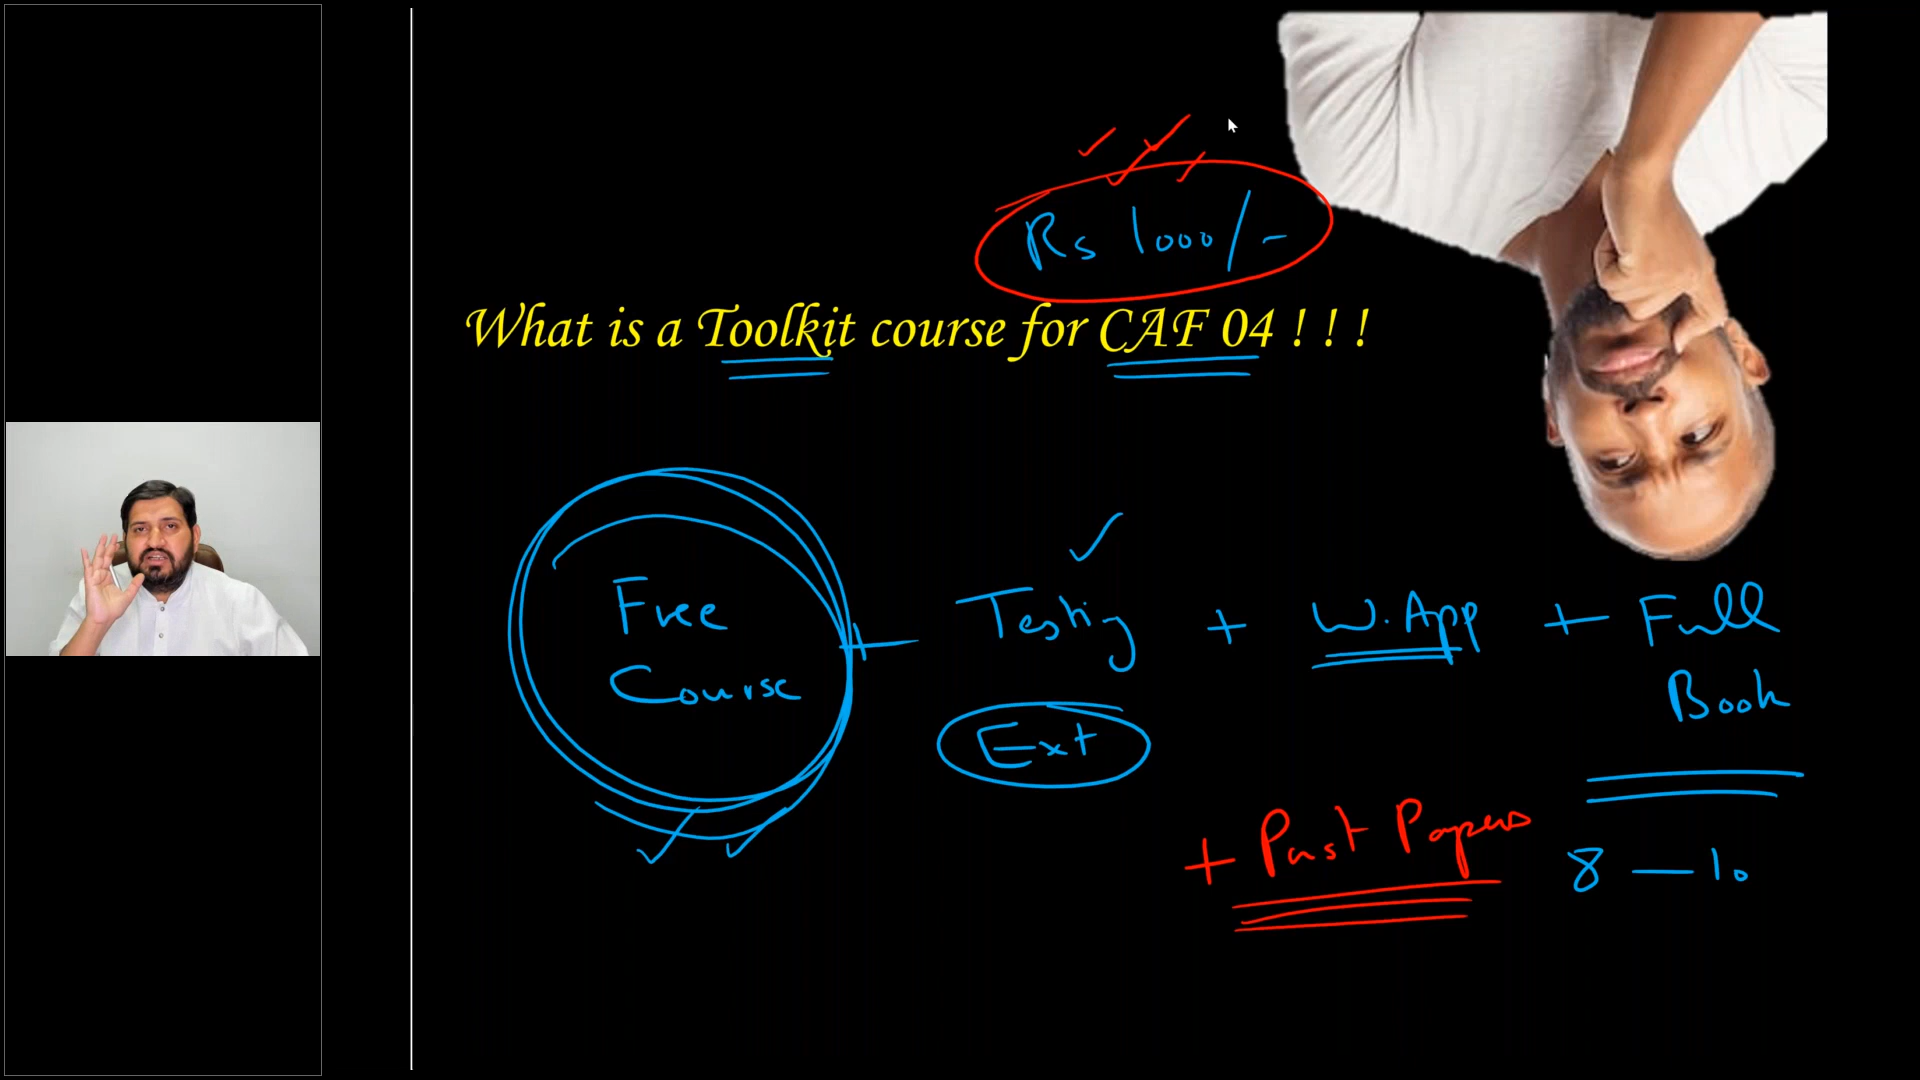 Rs 1000/-
What is a Toolkit course for CAF 04 ! ! !
Free + Testing + W.App + Full
Course Book
Ext
+ Past Papers
8 — 10